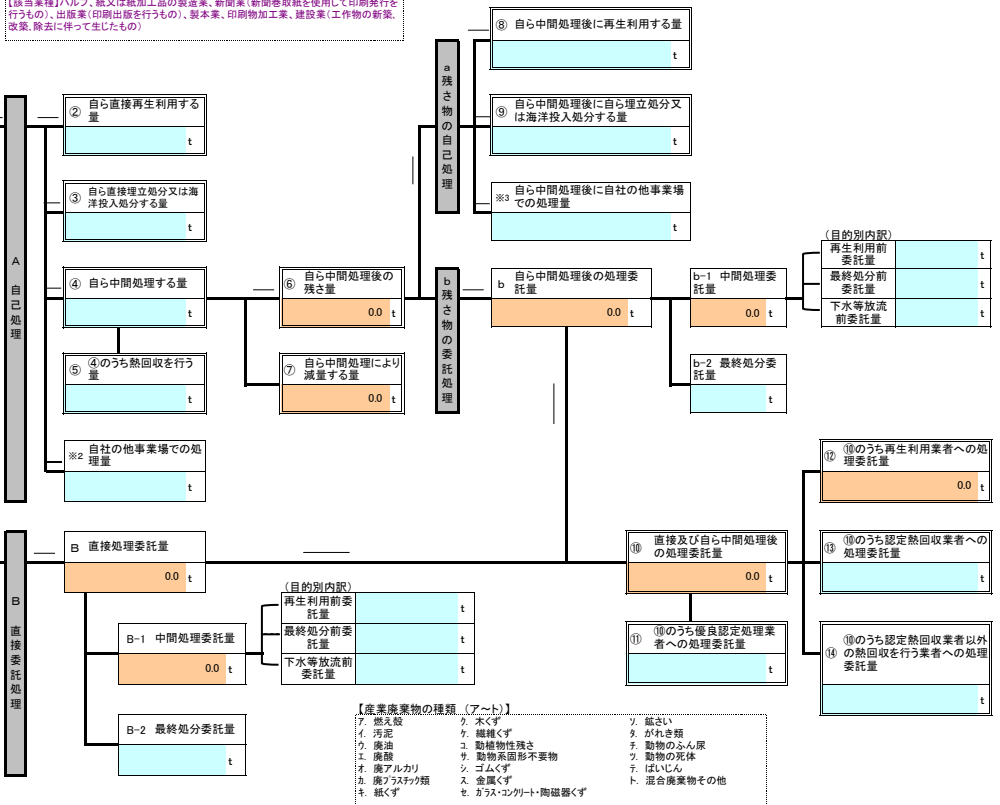 【該当業種】パルプ、紙又は紙加工品の製造業、新聞業(新聞巻取紙を使用して印刷発行を
行うもの)、出版業(印刷出版を行うもの)、製本業、印刷物加工業、建設業(工作物の新築、
改築、除去に伴って生じたもの)
A 自己処理
② 自ら直接再生利用する
量
t
③ 自ら直接埋立処分又は海
洋投入処分する量
t
④ 自ら中間処理する量
t
⑤ ④のうち熱回収を行う
量
t
※2 自社の他事業場での処
理量
t
⑥ 自ら中間処理後の
残さ量
0.0 t
⑦ 自ら中間処理により
減量する量
0.0 t
a 残さ物の自己処理
⑧ 自ら中間処理後に再生利用する量
t
⑨ 自ら中間処理後に自ら埋立処分又
は海洋投入処分する量
t
※3 自ら中間処理後に自社の他事業場
での処理量
t
b 残さ物の委託処理
b 自ら中間処理後の処理委
託量
0.0 t
b-1 中間処理委
託量
0.0 t
(目的別内訳)
再生利用前
委託量
t
最終処分前
委託量
t
下水等放流
前委託量
t
b-2 最終処分委
託量
t
B 直接委託処理
B 直接処理委託量
0.0 t
B-1 中間処理委託量
0.0 t
(目的別内訳)
再生利用前委
託量
t
最終処分前委
託量
t
下水等放流前
委託量
t
B-2 最終処分委託量
t
⑩ 直接及び自ら中間処理後
の処理委託量
0.0 t
⑪ ⑩のうち優良認定処理業
者への処理委託量
t
⑫ ⑩のうち再生利用業者への処
理委託量
0.0 t
⑬ ⑩のうち認定熱回収業者への
処理委託量
t
⑭ ⑩のうち認定熱回収業者以外
の熱回収を行う業者への処理
委託量
t
【産業廃棄物の種類 (ア～ト)】
ア. 燃え殻
イ. 汚泥
ウ. 廃油
エ. 廃酸
オ. 廃アルカリ
カ. 廃プラスチック類
キ. 紙くず
ク. 木くず
ケ. 繊維くず
コ. 動植物性残さ
サ. 動物系固形不要物
シ. ゴムくず
ス. 金属くず
セ. ガラス・コンクリート・陶磁器くず
ソ. 鉱さい
タ. がれき類
チ. 動物のふん尿
ツ. 動物の死体
テ. ばいじん
ト. 混合廃棄物その他